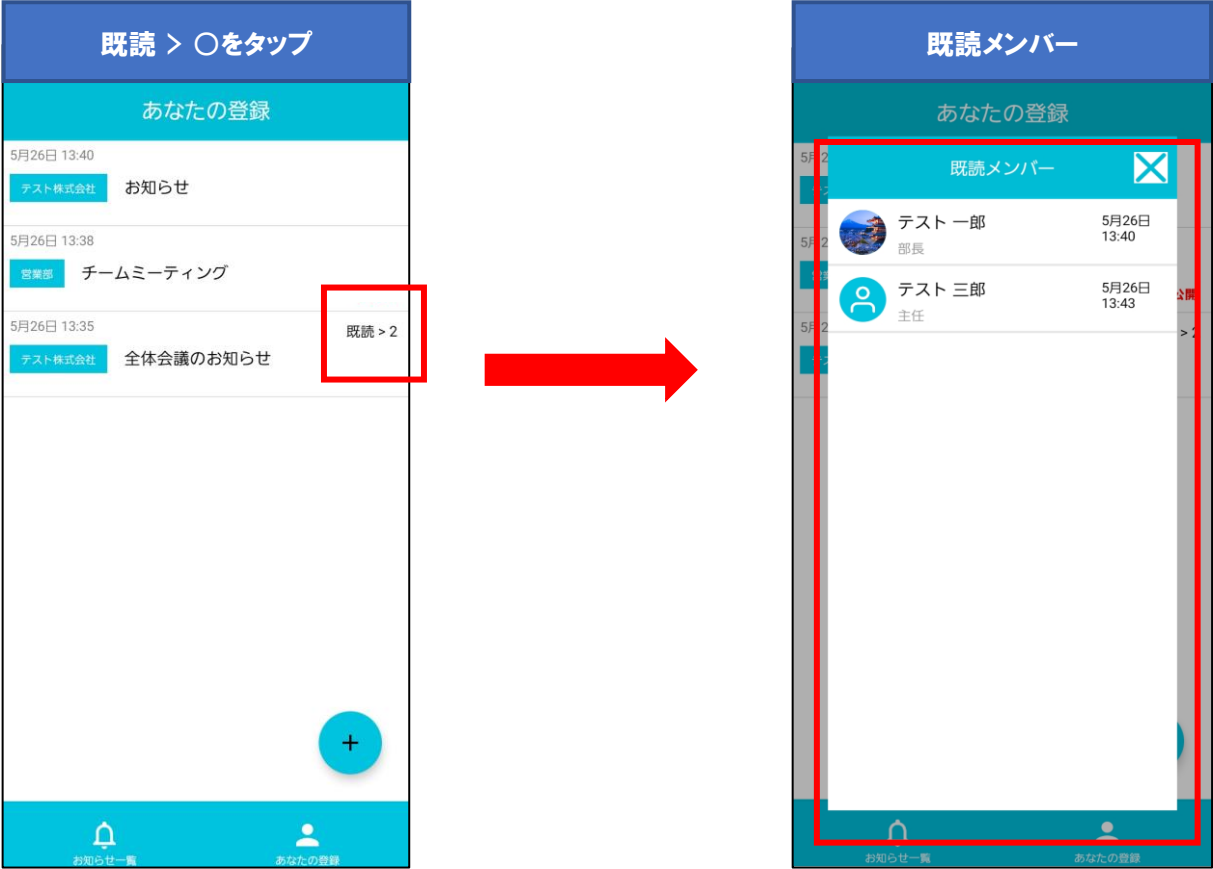 既読 > ○をタップ
あなたの登録
5月26日 13:40
テスト株式会社 お知らせ
5月26日 13:38
営業部 チームミーティング
5月26日 13:35
既読 > 2
テスト株式会社 全体会議のお知らせ
+
お知らせ一覧 あなたの登録
既読メンバー
あなたの登録
既読メンバー
テスト 一郎 5月26日
部長 13:40
テスト 三郎 5月26日
主任 13:43
公開
> 2
お知らせ一覧 あなたの登録